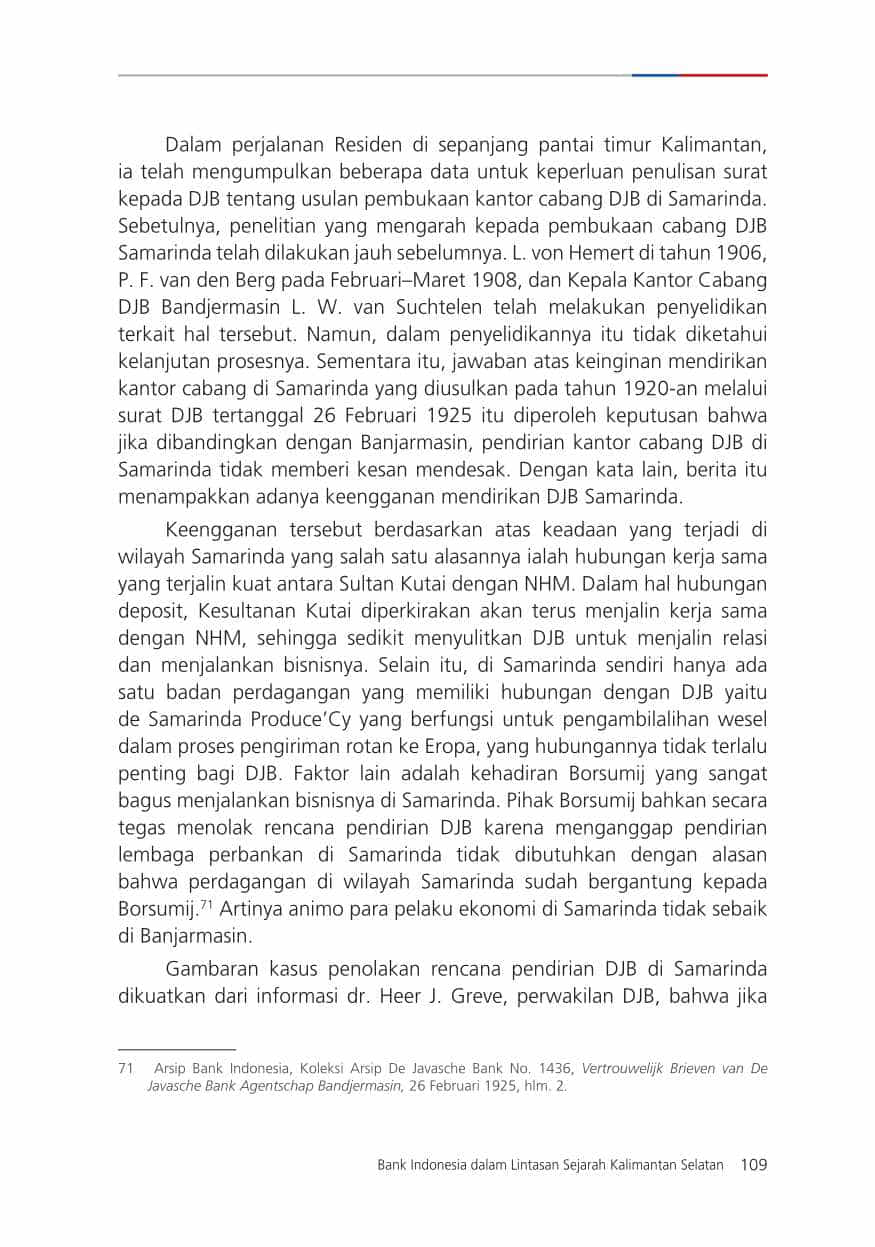 Dalam perjalanan Residen di sepanjang pantai timur Kalimantan,
ia telah mengumpulkan beberapa data untuk keperluan penulisan surat
kepada DJB tentang usulan pembukaan kantor cabang DJB di Samarinda.
Sebetulnya, penelitian yang mengarah kepada pembukaan cabang DJB
Samarinda telah dilakukan jauh sebelumnya. L. von Hemert di tahun 1906,
P. F. van den Berg pada Februari–Maret 1908, dan Kepala Kantor Cabang
DJB Bandjermasin L. W. van Suchtelen telah melakukan penyelidikan
terkait hal tersebut. Namun, dalam penyelidikannya itu tidak diketahui
kelanjutan prosesnya. Sementara itu, jawaban atas keinginan mendirikan
kantor cabang di Samarinda yang diusulkan pada tahun 1920-an melalui
surat DJB tertanggal 26 Februari 1925 itu diperoleh keputusan bahwa
jika dibandingkan dengan Banjarmasin, pendirian kantor cabang DJB di
Samarinda tidak memberi kesan mendesak. Dengan kata lain, berita itu
menampakkan adanya keengganan mendirikan DJB Samarinda.
Keengganan tersebut berdasarkan atas keadaan yang terjadi di
wilayah Samarinda yang salah satu alasannya ialah hubungan kerja sama
yang terjalin kuat antara Sultan Kutai dengan NHM. Dalam hal hubungan
deposit, Kesultanan Kutai diperkirakan akan terus menjalin kerja sama
dengan NHM, sehingga sedikit menyulitkan DJB untuk menjalin relasi
dan menjalankan bisnisnya. Selain itu, di Samarinda sendiri hanya ada
satu badan perdagangan yang memiliki hubungan dengan DJB yaitu
de Samarinda Produce’Cy yang berfungsi untuk pengambilalihan wesel
dalam proses pengiriman rotan ke Eropa, yang hubungannya tidak terlalu
penting bagi DJB. Faktor lain adalah kehadiran Borsumij yang sangat
bagus menjalankan bisnisnya di Samarinda. Pihak Borsumij bahkan secara
tegas menolak rencana pendirian DJB karena menganggap pendirian
lembaga perbankan di Samarinda tidak dibutuhkan dengan alasan
bahwa perdagangan di wilayah Samarinda sudah bergantung kepada
Borsumij.71 Artinya animo para pelaku ekonomi di Samarinda tidak sebaik
di Banjarmasin.
Gambaran kasus penolakan rencana pendirian DJB di Samarinda
dikuatkan dari informasi dr. Heer J. Greve, perwakilan DJB, bahwa jika
71 Arsip Bank Indonesia, Koleksi Arsip De Javasche Bank No. 1436, Vertrouwelijk Brieven van De
Javasche Bank Agentschap Bandjermasin, 26 Februari 1925, hlm. 2.
Bank Indonesia dalam Lintasan Sejarah Kalimantan Selatan 109